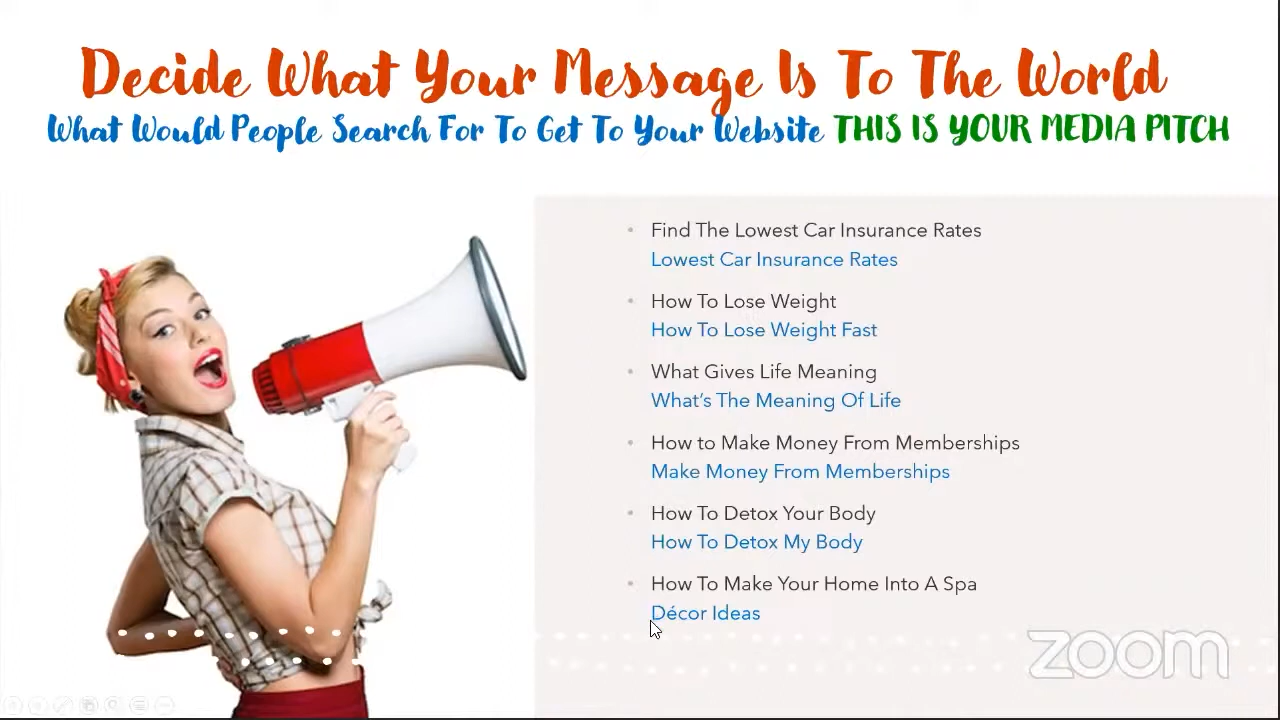 Decide What Your Message Is To The World
What Would People Search For To Get To Your Website THIS IS YOUR MEDIA PITCH
Find The Lowest Car Insurance Rates
Lowest Car Insurance Rates
How To Lose Weight
How To Lose Weight Fast
What Gives Life Meaning
What's The Meaning Of Life
How to Make Money From Memberships
Make Money From Memberships
How To Detox Your Body
How To Detox My Body
How To Make Your Home Into A Spa
Décor Ideas
zoom